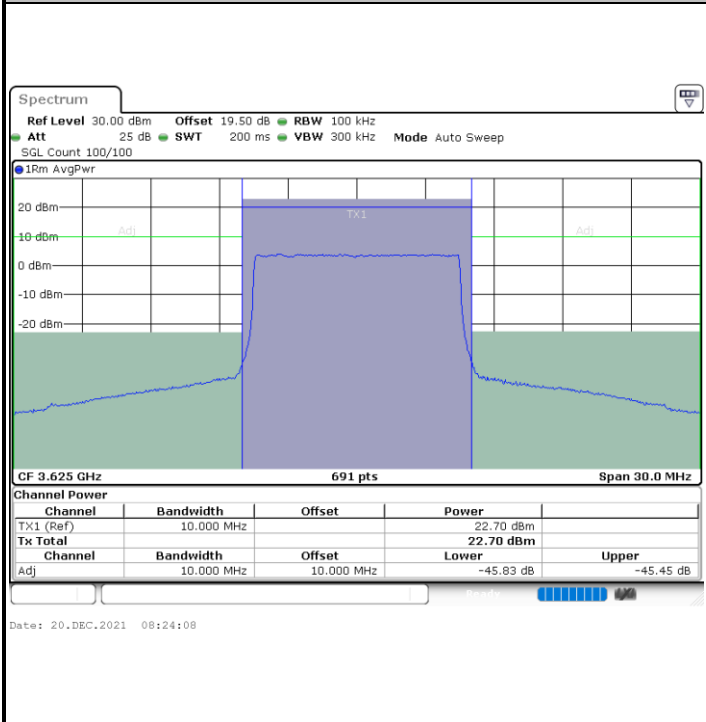 Spectrum
Ref Level 30.00 dBm Offset 19.50 dB RBW 100 kHz
Att 25 dB SWT 200 ms VBW 300 kHz Mode Auto Sweep
SGL Count 100/100
1Rm AvgPwr
20 dBm
TX1
Adj Adj
10 dBm
0 dBm
-10 dBm
-20 dBm
CF 3.625 GHz 691 pts Span 30.0 MHz
Channel Power
Channel Bandwidth Offset Power
TX1 (Ref) 10.000 MHz 22.70 dBm
Tx Total 22.70 dBm
Channel Bandwidth Offset Lower Upper
Adj 10.000 MHz 10.000 MHz -45.83 dB -45.45 dB
Ready
Date: 20.DEC.2021 08:24:08